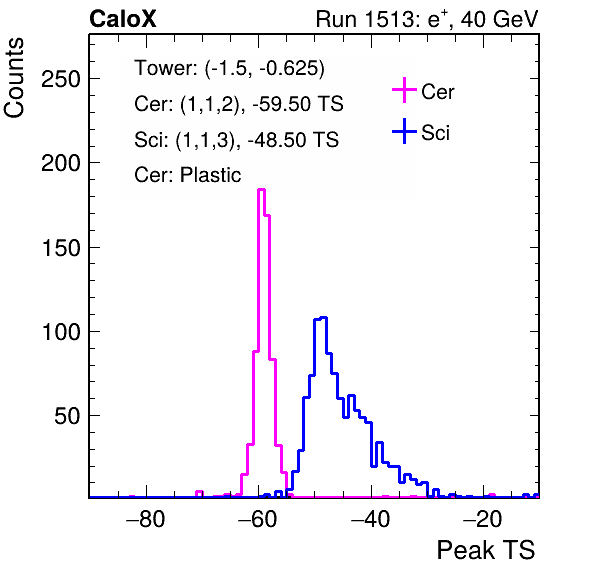 CaloX Run 1513: e⁺, 40 GeV
Counts
Tower: (-1.5, -0.625)
Cer: (1,1,2), -59.50 TS
Sci: (1,1,3), -48.50 TS
Cer: Plastic
Cer
Sci
250
200
150
100
50
−80 −60 −40 −20
Peak TS